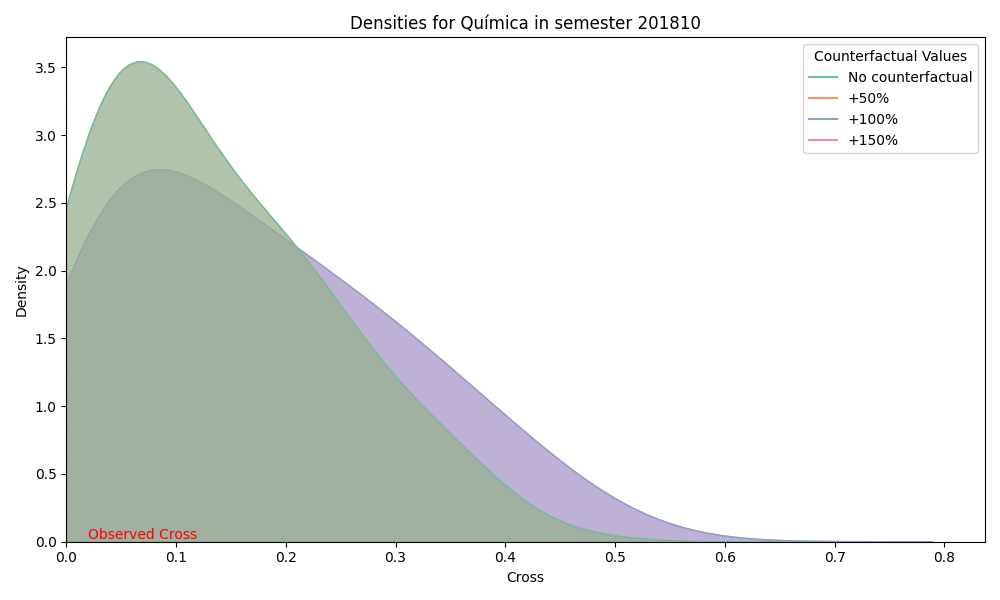 Densities for Química in semester 201810
Counterfactual Values
No counterfactual
+50%
+100%
+150%
Density
3.5
3.0
2.5
2.0
1.5
1.0
0.5
0.0
Observed Cross
0.0 0.1 0.2 0.3 0.4 0.5 0.6 0.7 0.8
Cross